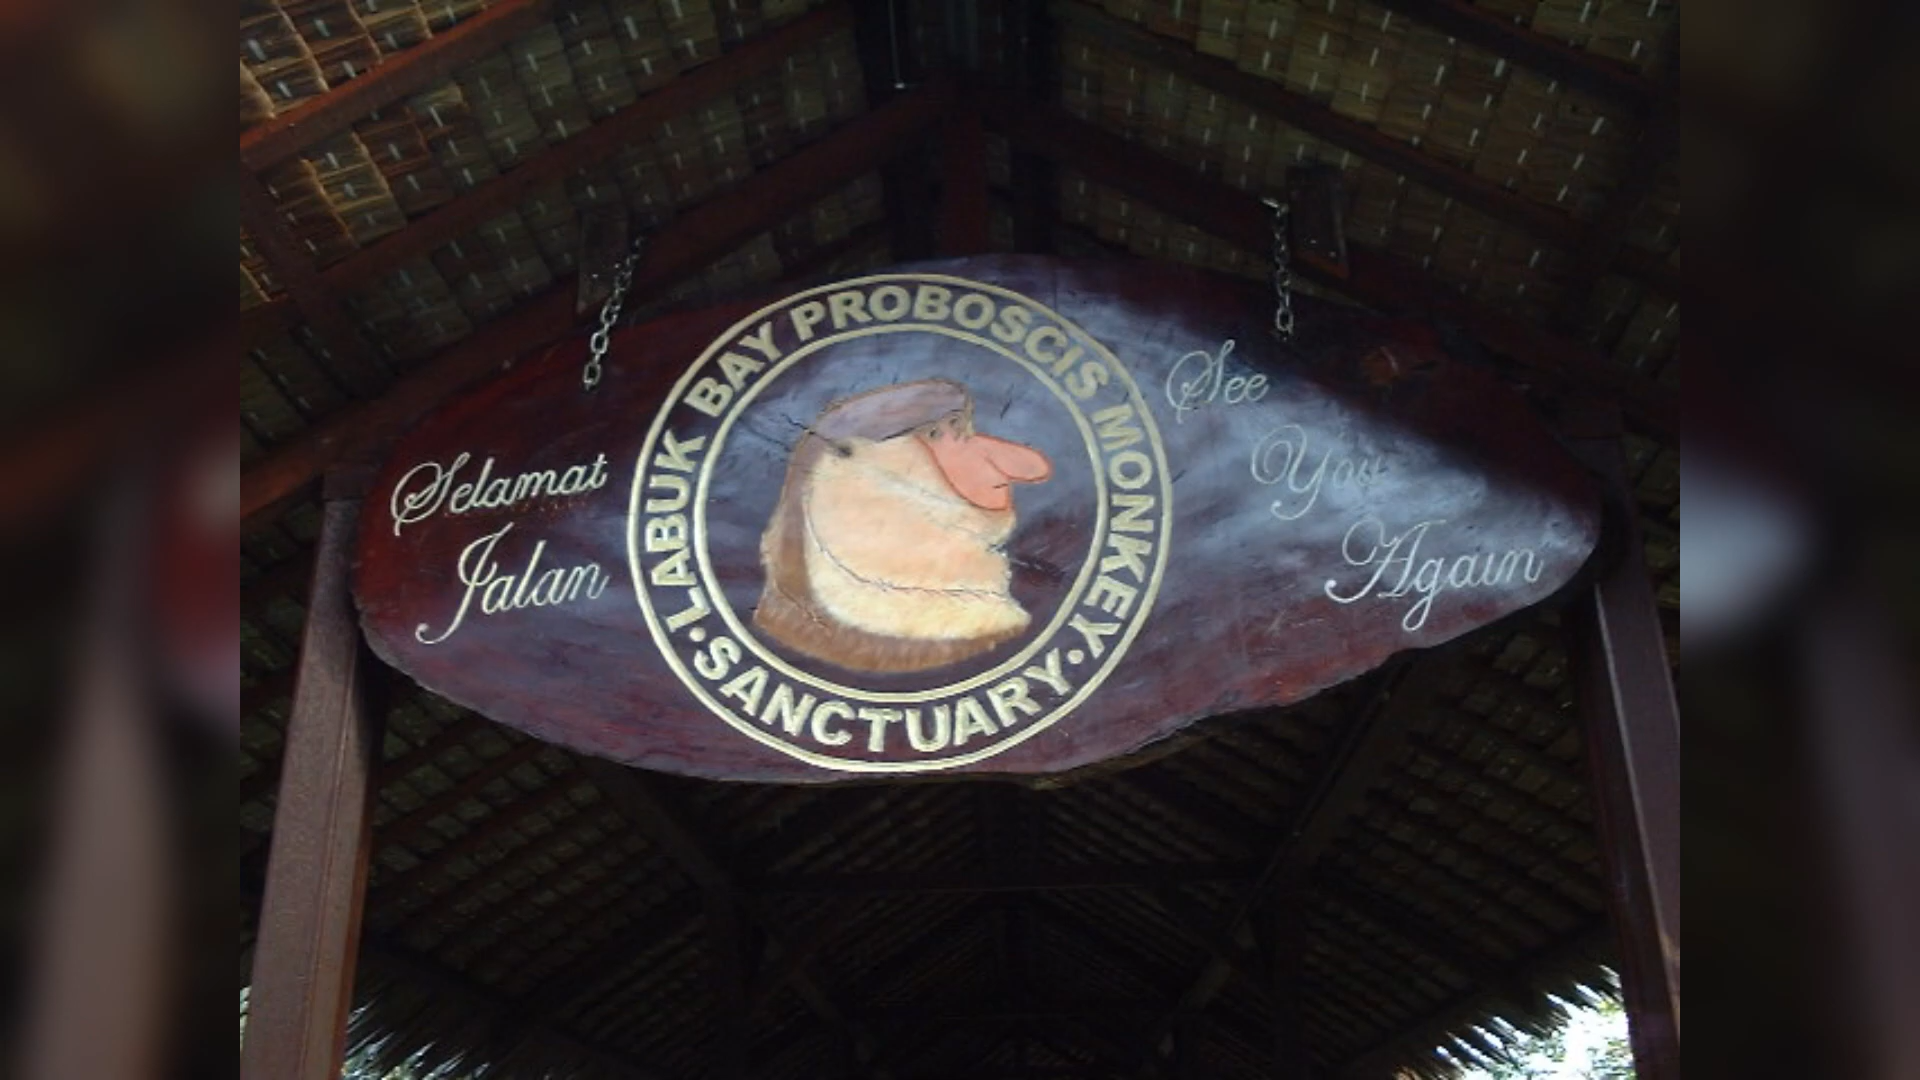 LABUK BAY PROBOSCIS MONKEY
• SANCTUARY •
Selamat
Jalan
See
You
Again